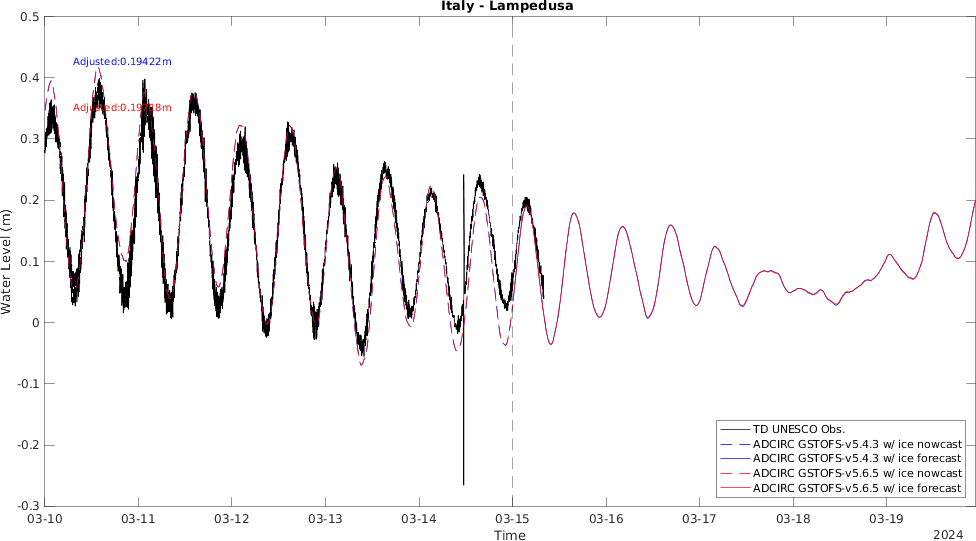 Italy - Lampedusa
Adjusted:0.19422m
0.5
0.4
0.3
0.2
0.1
0
-0.1
-0.2
-0.3
Water Level (m)
03-10
03-11
03-12
03-13
03-14
03-15
03-16
03-17
03-18
03-19
Time
2024
TD UNESCO Obs.
ADCIRC GSTOFS-v5.4.3 w/ ice nowcast
ADCIRC GSTOFS-v5.4.3 w/ ice forecast
ADCIRC GSTOFS-v5.6.5 w/ ice nowcast
ADCIRC GSTOFS-v5.6.5 w/ ice forecast